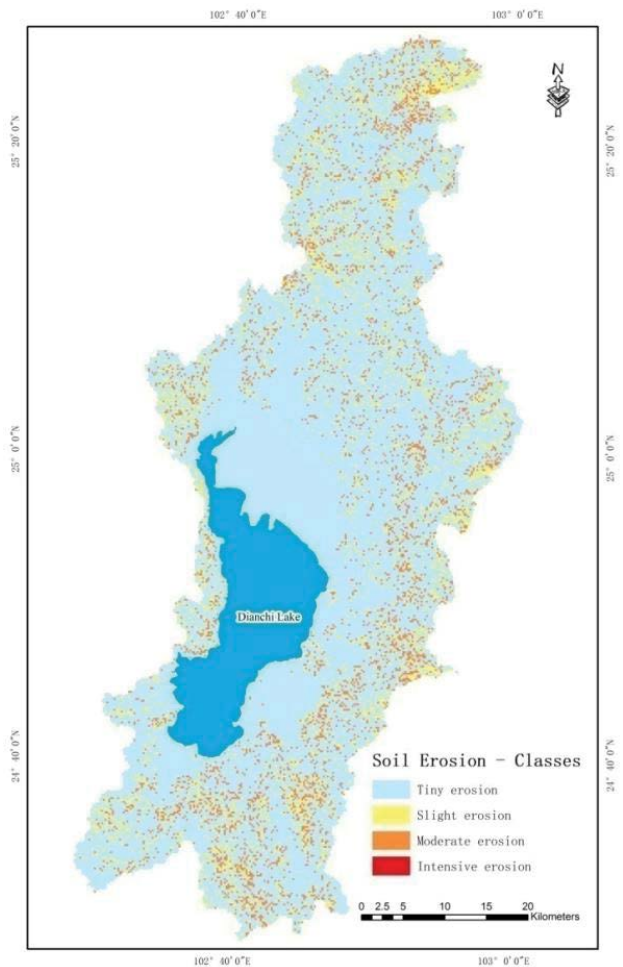 102° 40′ 0″E
103° 0′ 0″E
N
25° 20′ 0″N
25° 20′ 0″N
25° 0′ 0″N
25° 0′ 0″N
Dianchi Lake
24° 40′ 0″N
24° 40′ 0″N
Soil Erosion - Classes
Tiny erosion
Slight erosion
Moderate erosion
Intensive erosion
0 2.5 5 10 15 20
Kilometers
102° 40′ 0″E
103° 0′ 0″E